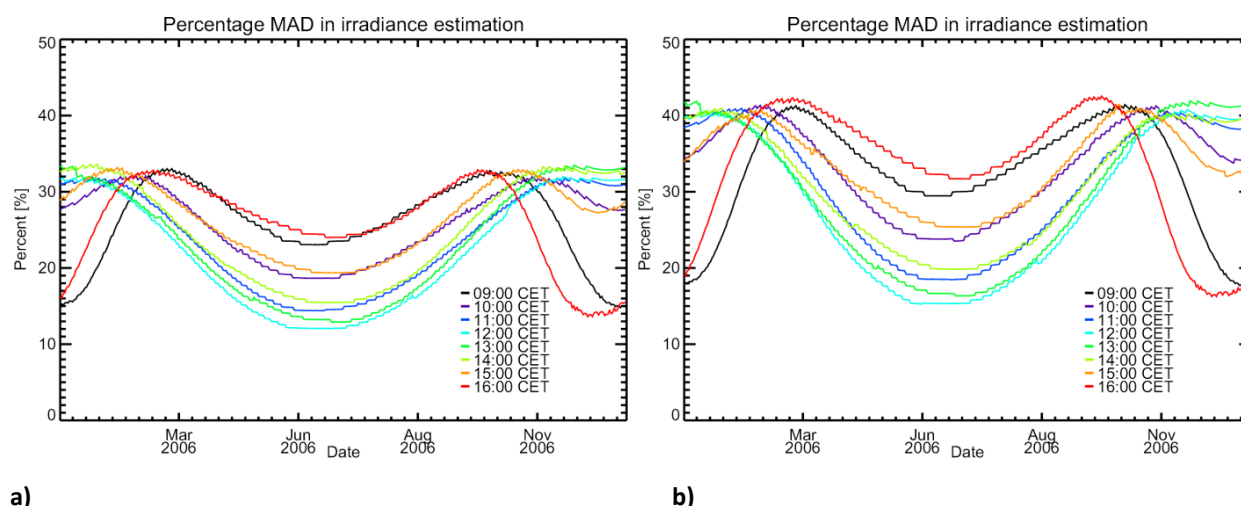 Percentage MAD in irradiance estimation
50
40
30
20
10
0
Percent [%]
09:00 CET
10:00 CET
11:00 CET
12:00 CET
13:00 CET
14:00 CET
15:00 CET
16:00 CET
Mar Jun Aug Nov
2006 2006 2006 2006
Date
a)
Percentage MAD in irradiance estimation
50
40
30
20
10
0
Percent [%]
09:00 CET
10:00 CET
11:00 CET
12:00 CET
13:00 CET
14:00 CET
15:00 CET
16:00 CET
Mar Jun Aug Nov
2006 2006 2006 2006
Date
b)